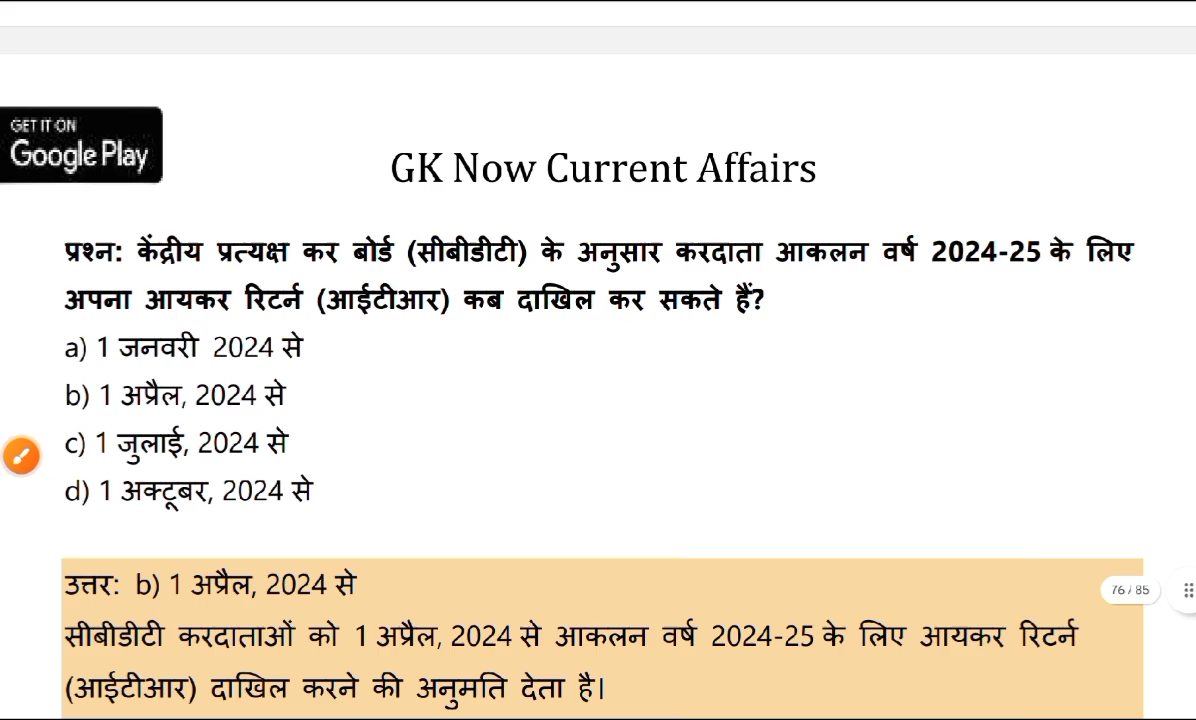 GET IT ON
Google Play
GK Now Current Affairs
प्रश्न: केंद्रीय प्रत्यक्ष कर बोर्ड (सीबीडीटी) के अनुसार करदाता आकलन वर्ष 2024-25 के लिए
अपना आयकर रिटर्न (आईटीआर) कब दाखिल कर सकते हैं?
a) 1 जनवरी 2024 से
b) 1 अप्रैल, 2024 से
c) 1 जुलाई, 2024 से
d) 1 अक्टूबर, 2024 से
उत्तर: b) 1 अप्रैल, 2024 से
76 / 85
सीबीडीटी करदाताओं को 1 अप्रैल, 2024 से आकलन वर्ष 2024-25 के लिए आयकर रिटर्न
(आईटीआर) दाखिल करने की अनुमति देता है।